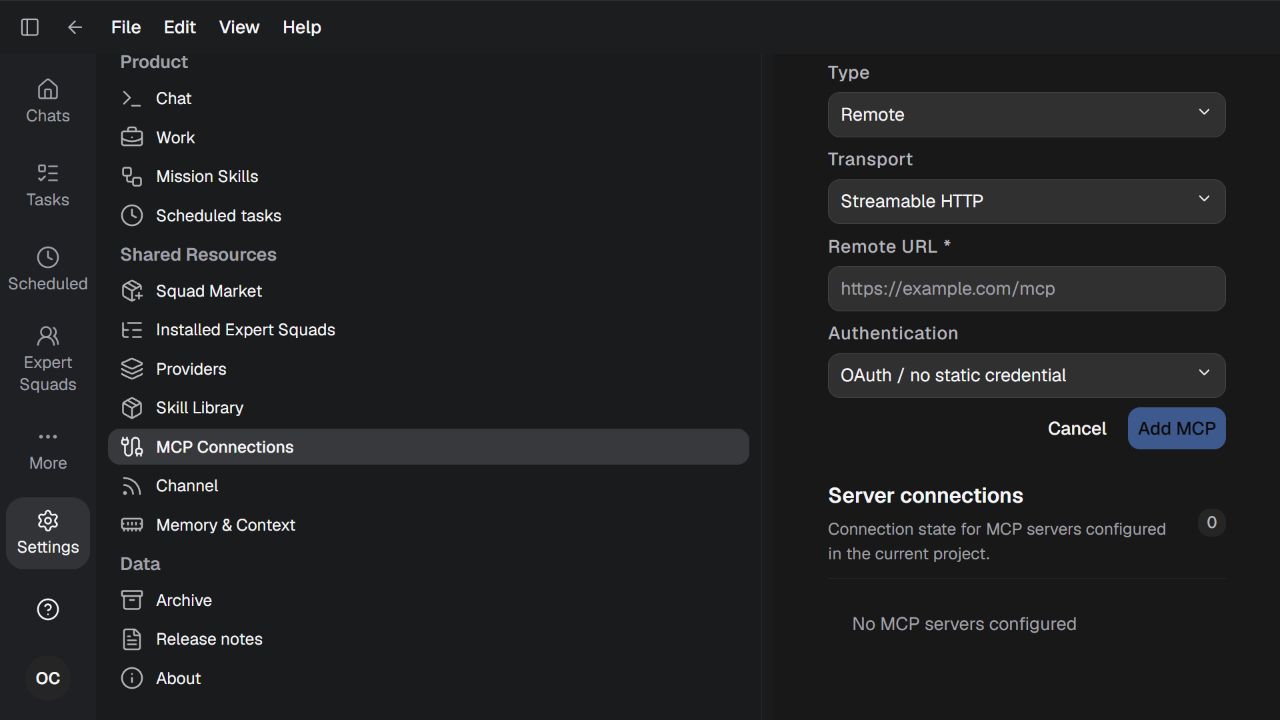 File Edit View Help
Chats
Tasks
Scheduled
Expert
Squads
More
Settings
OC
Product
Chat
Work
Mission Skills
Scheduled tasks
Shared Resources
Squad Market
Installed Expert Squads
Providers
Skill Library
MCP Connections
Channel
Memory & Context
Data
Archive
Release notes
About
Type
Remote
Transport
Streamable HTTP
Remote URL *
https://example.com/mcp
Authentication
OAuth / no static credential
Cancel Add MCP
Server connections
Connection state for MCP servers configured
in the current project.
0
No MCP servers configured